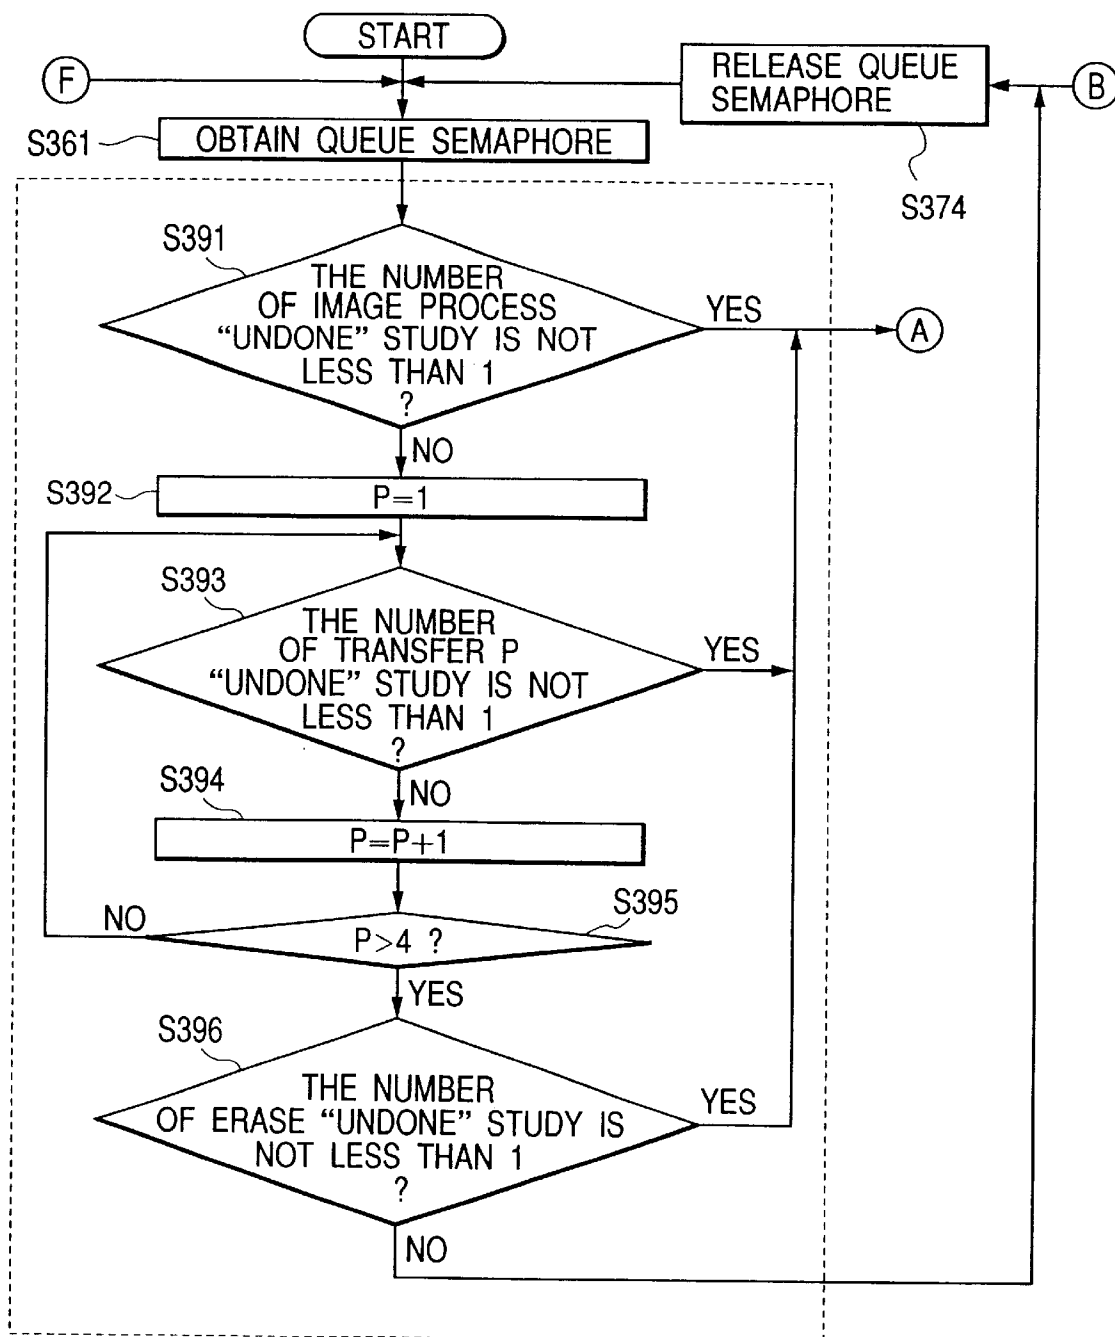 START
F
RELEASE QUEUE
SEMAPHORE
B
S361
OBTAIN QUEUE SEMAPHORE
S374
S391
THE NUMBER
OF IMAGE PROCESS
“UNDONE” STUDY IS NOT
LESS THAN 1
?
YES
A
NO
S392
P=1
S393
THE NUMBER
OF TRANSFER P
“UNDONE” STUDY IS NOT
LESS THAN 1
?
YES
S394
NO
P=P+1
NO
S395
P>4 ?
YES
S396
THE NUMBER
OF ERASE “UNDONE” STUDY IS
NOT LESS THAN 1
?
YES
NO